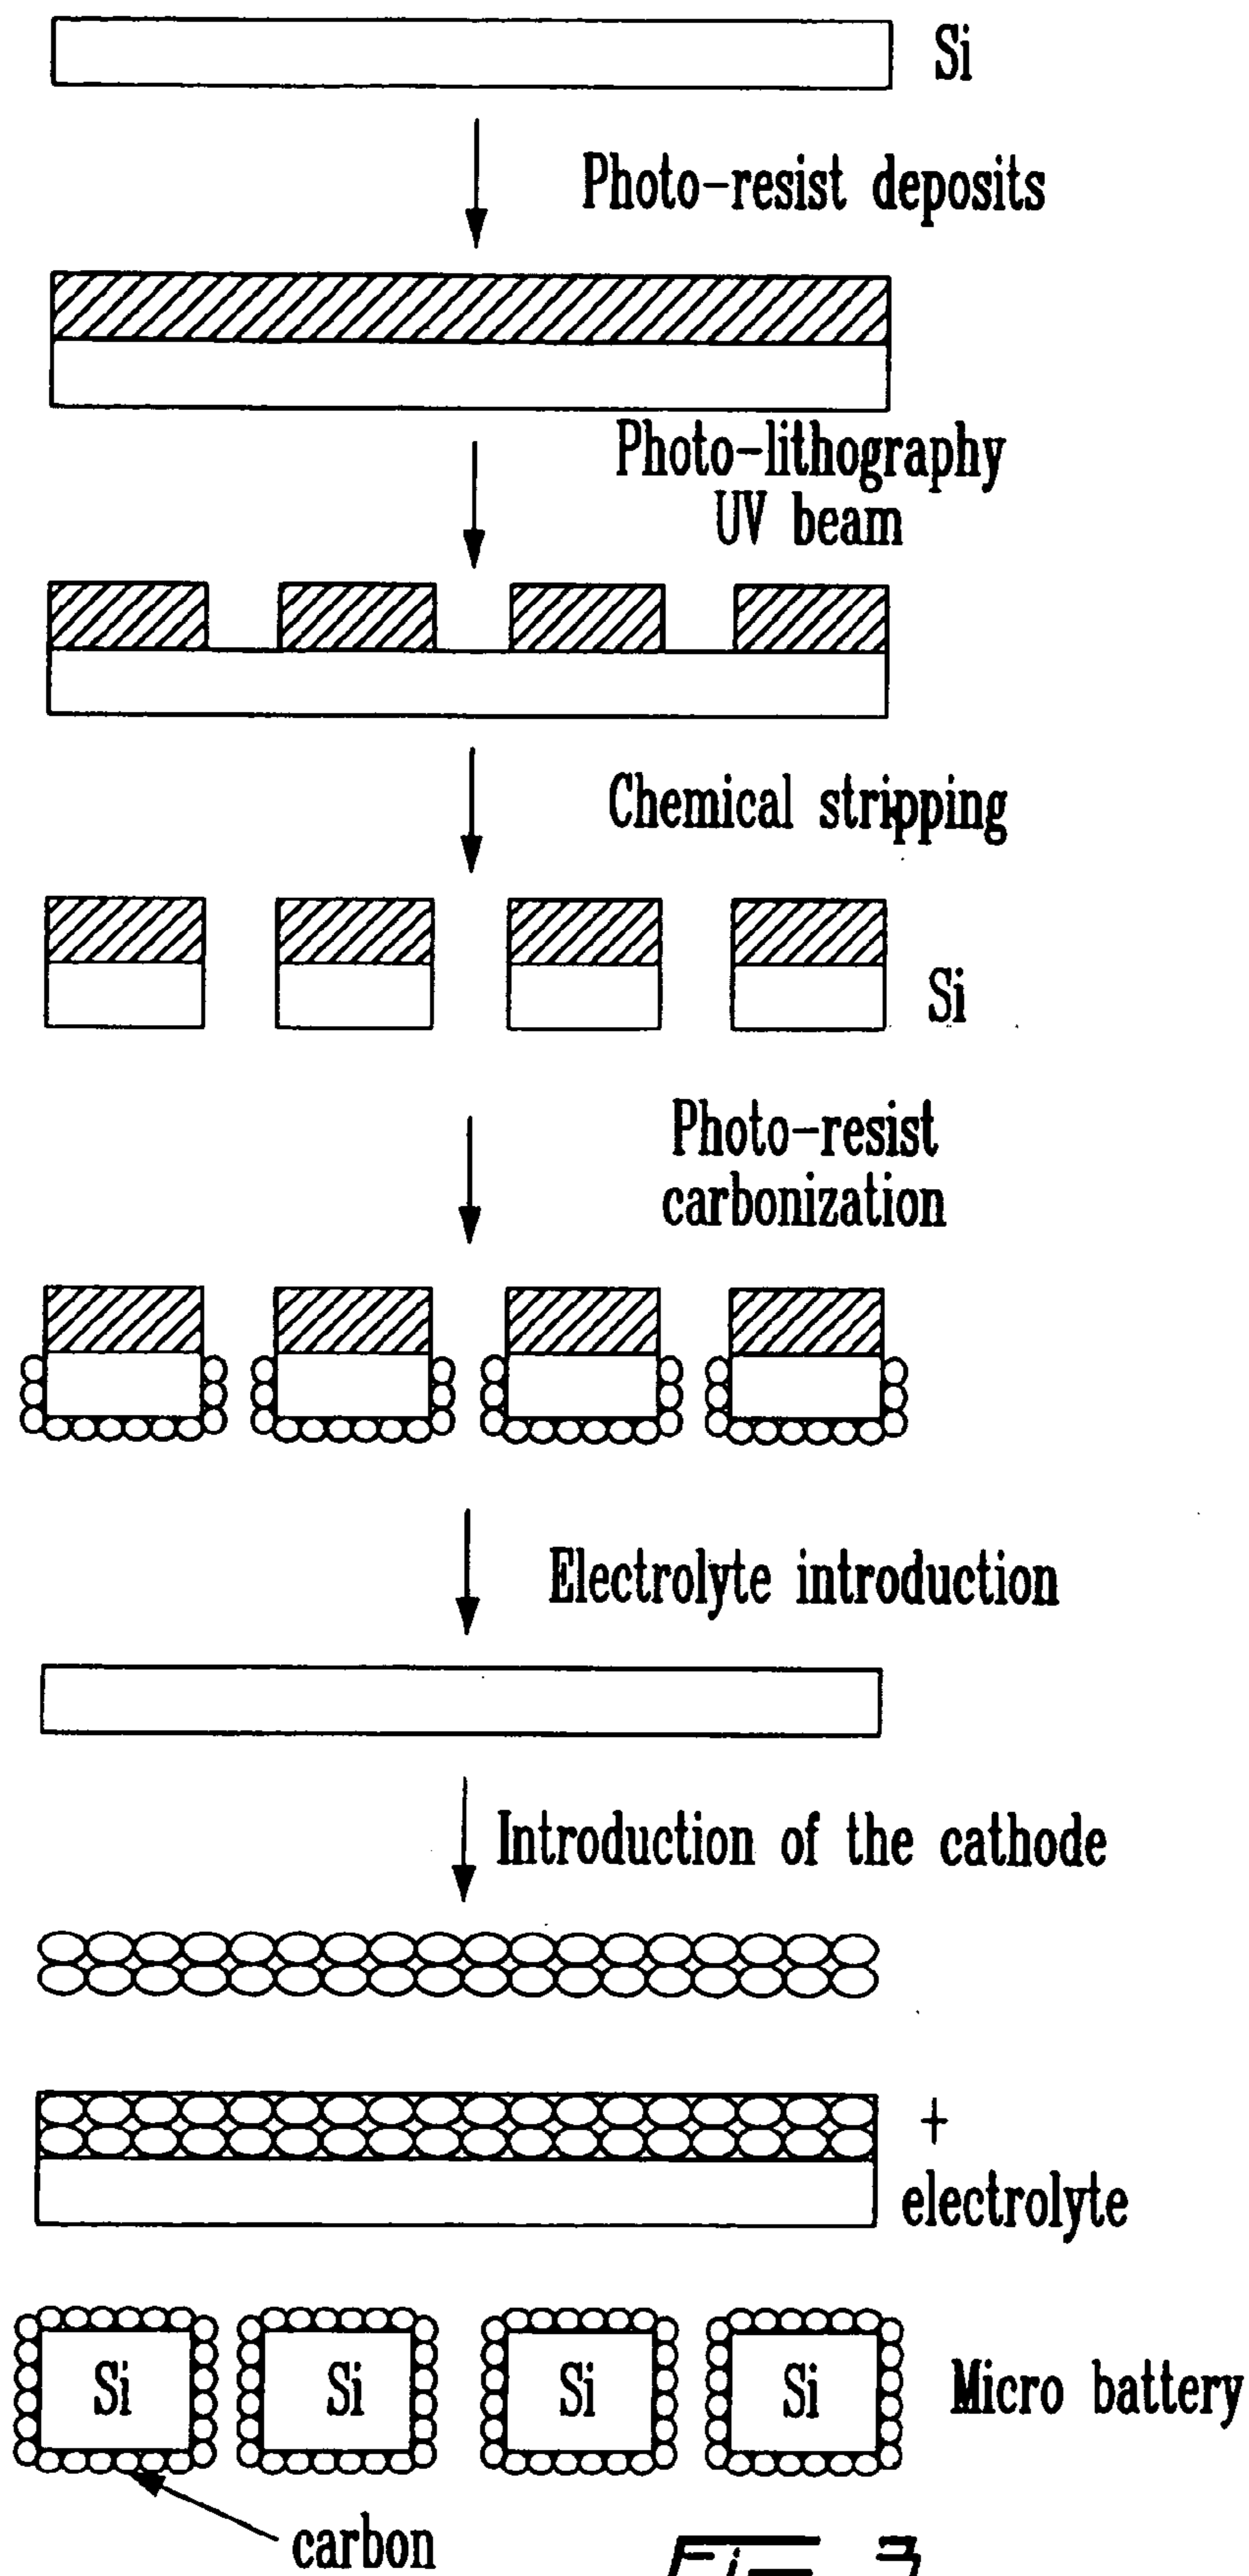 Si
Photo-resist deposits
Photo-lithography
UV beam
Chemical stripping
Si
Photo-resist
carbonization
Electrolyte introduction
Introduction of the cathode
+
electrolyte
Si Si Si Si
Micro battery
carbon